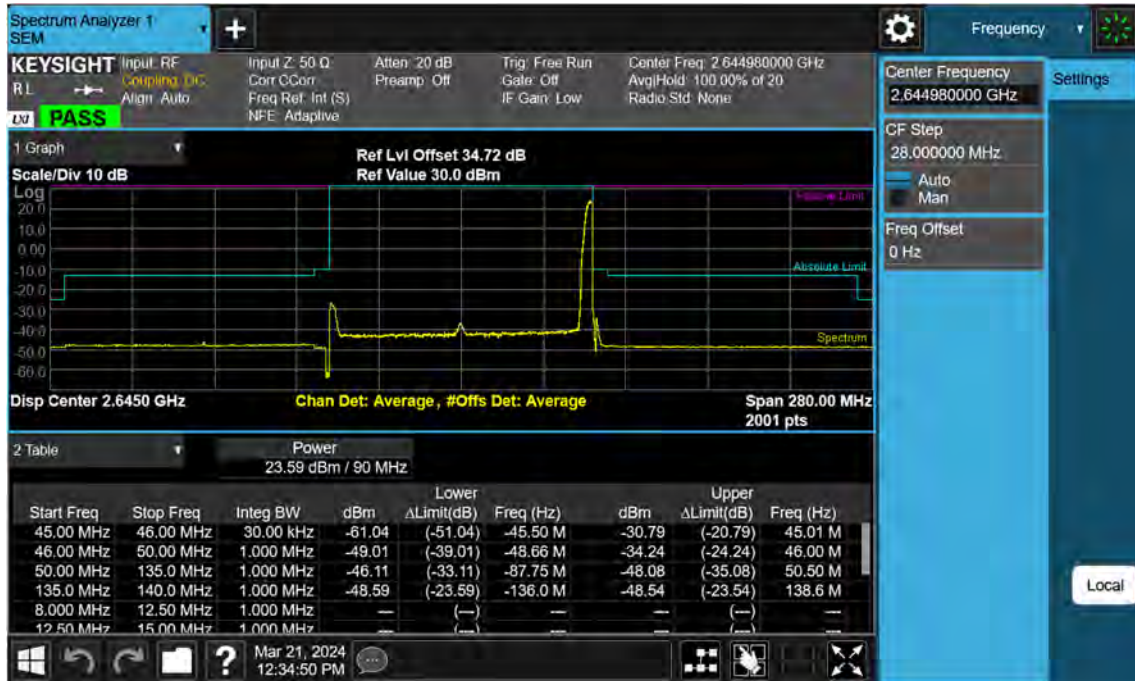 Spectrum Analyzer 1
SEM
+
Frequency
KEYSIGHT
R L
LXI
PASS
Input: RF
Coupling: DC
Align: Auto
Input Z: 50 Ω
Corr CCorr
Freq Ref: Int (S)
NFE: Adaptive
Atten: 20 dB
Preamp: Off
Trig: Free Run
Gate: Off
IF Gain: Low
Center Freq: 2.644980000 GHz
Avg|Hold: 100.00% of 20
Radio Std: None
Center Frequency
2.644980000 GHz
Settings
CF Step
28.000000 MHz
Auto
Man
Freq Offset
0 Hz
1 Graph
Scale/Div 10 dB
Ref Lvl Offset 34.72 dB
Ref Value 30.0 dBm
Log
20.0
10.0
0.00
-10.0
-20.0
-30.0
-40.0
-50.0
-60.0
Relative Limit
Absolute Limit
Spectrum
Disp Center 2.6450 GHz
Chan Det: Average, #Offs Det: Average
Span 280.00 MHz
2001 pts
2 Table
Power
23.59 dBm / 90 MHz
Lower Upper
Start Freq Stop Freq Integ BW dBm ΔLimit(dB) Freq (Hz) dBm ΔLimit(dB) Freq (Hz)
45.00 MHz 46.00 MHz 30.00 kHz -61.04 (-51.04) -45.50 M -30.79 (-20.79) 45.01 M
46.00 MHz 50.00 MHz 1.000 MHz -49.01 (-39.01) -48.66 M -34.24 (-24.24) 46.00 M
50.00 MHz 135.0 MHz 1.000 MHz -46.11 (-33.11) -87.75 M -48.08 (-35.08) 50.50 M
135.0 MHz 140.0 MHz 1.000 MHz -48.59 (-23.59) -136.0 M -48.54 (-23.54) 138.6 M
8.000 MHz 12.50 MHz 1.000 MHz --- (---) --- --- (---) ---
12.50 MHz 15.00 MHz 1.000 MHz --- (---) --- --- (---) ---
Local
?
Mar 21, 2024
12:34:50 PM